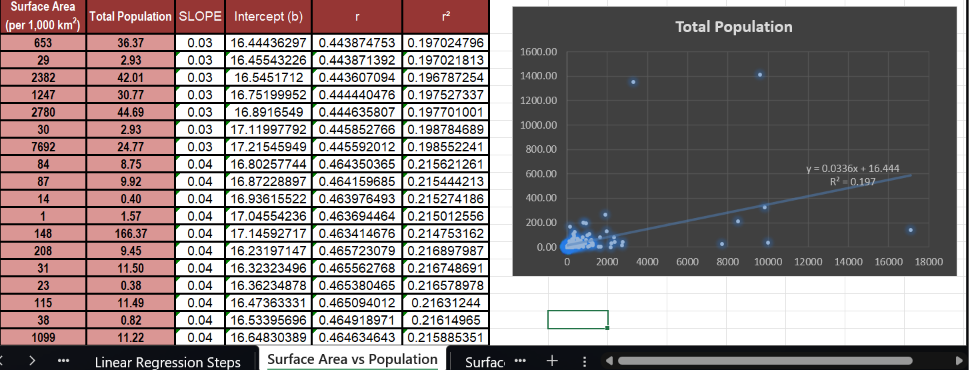 Surface Area
(per 1,000 km²) Total Population SLOPE Intercept (b) r r²
653 36.37 0.03 16.44436297 0.443874753 0.197024796
29 2.93 0.03 16.45543226 0.443871392 0.197021813
2382 42.01 0.03 16.5451712 0.443607094 0.196787254
1247 30.77 0.03 16.75199952 0.444440476 0.197527337
2780 44.69 0.03 16.8916549 0.444635807 0.197701001
30 2.93 0.03 17.11997792 0.445852766 0.198784689
7692 24.77 0.03 17.21545949 0.445592012 0.198552241
84 8.75 0.04 16.80257744 0.464350365 0.215621261
87 9.92 0.04 16.87228897 0.464159685 0.215444213
14 0.40 0.04 16.93615522 0.463976493 0.215274186
1 1.57 0.04 17.04554236 0.463694464 0.215012556
148 166.37 0.04 17.14592717 0.463414676 0.214753162
208 9.45 0.04 16.23197147 0.465723079 0.216897987
31 11.50 0.04 16.32323496 0.465562768 0.216748691
23 0.38 0.04 16.36234878 0.465380465 0.216578978
115 11.49 0.04 16.47363331 0.465094012 0.21631244
38 0.82 0.04 16.53395696 0.464918971 0.21614965
1099 11.22 0.04 16.64830389 0.464634643 0.215885351
Total Population
1600.00
1400.00
1200.00
1000.00
800.00
600.00
400.00
200.00
0.00
y = 0.0336x + 16.444
R² = 0.197
0 2000 4000 6000 8000 10000 12000 14000 16000 18000
Linear Regression Steps Surface Area vs Population Surfac